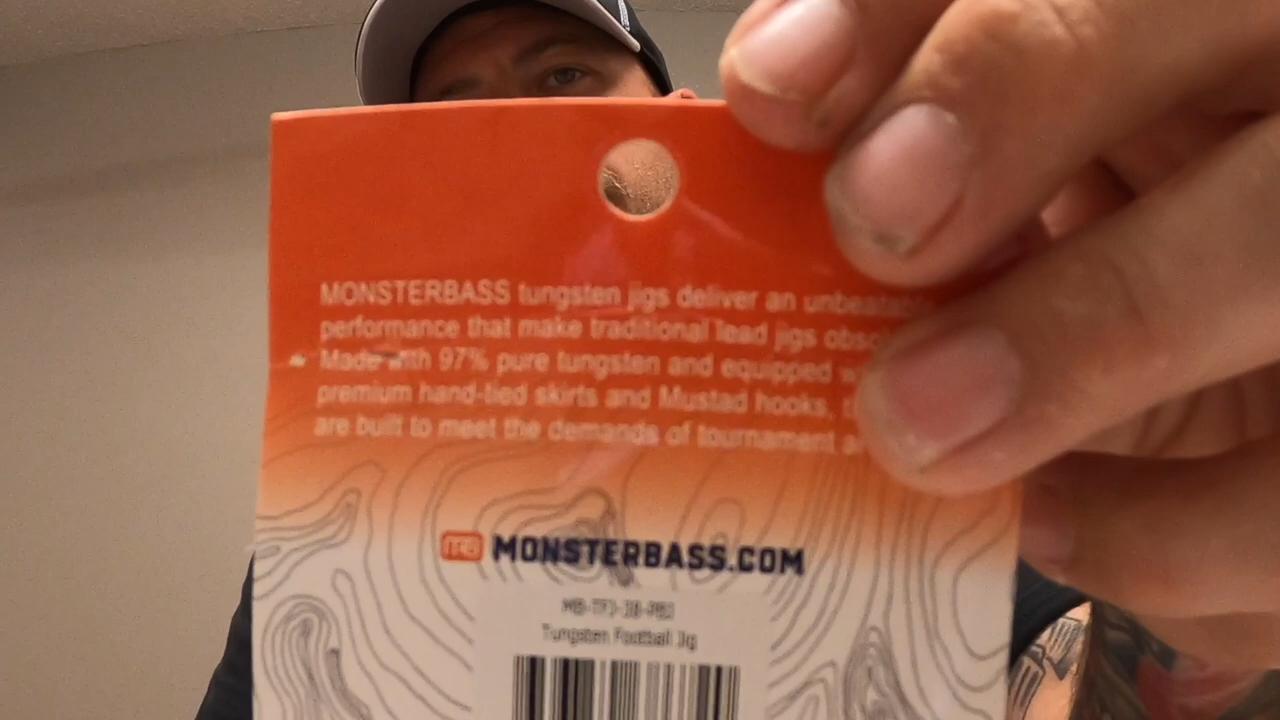 MONSTERBASS tungsten jigs deliver an
performance that make traditional lead jigs
Made with 97% pure tungsten and equipped
premium hand-tied skirts and Mustad hooks,
are built to meet the demands of tournament
MB MONSTERBASS.COM
Tungsten Football Jig